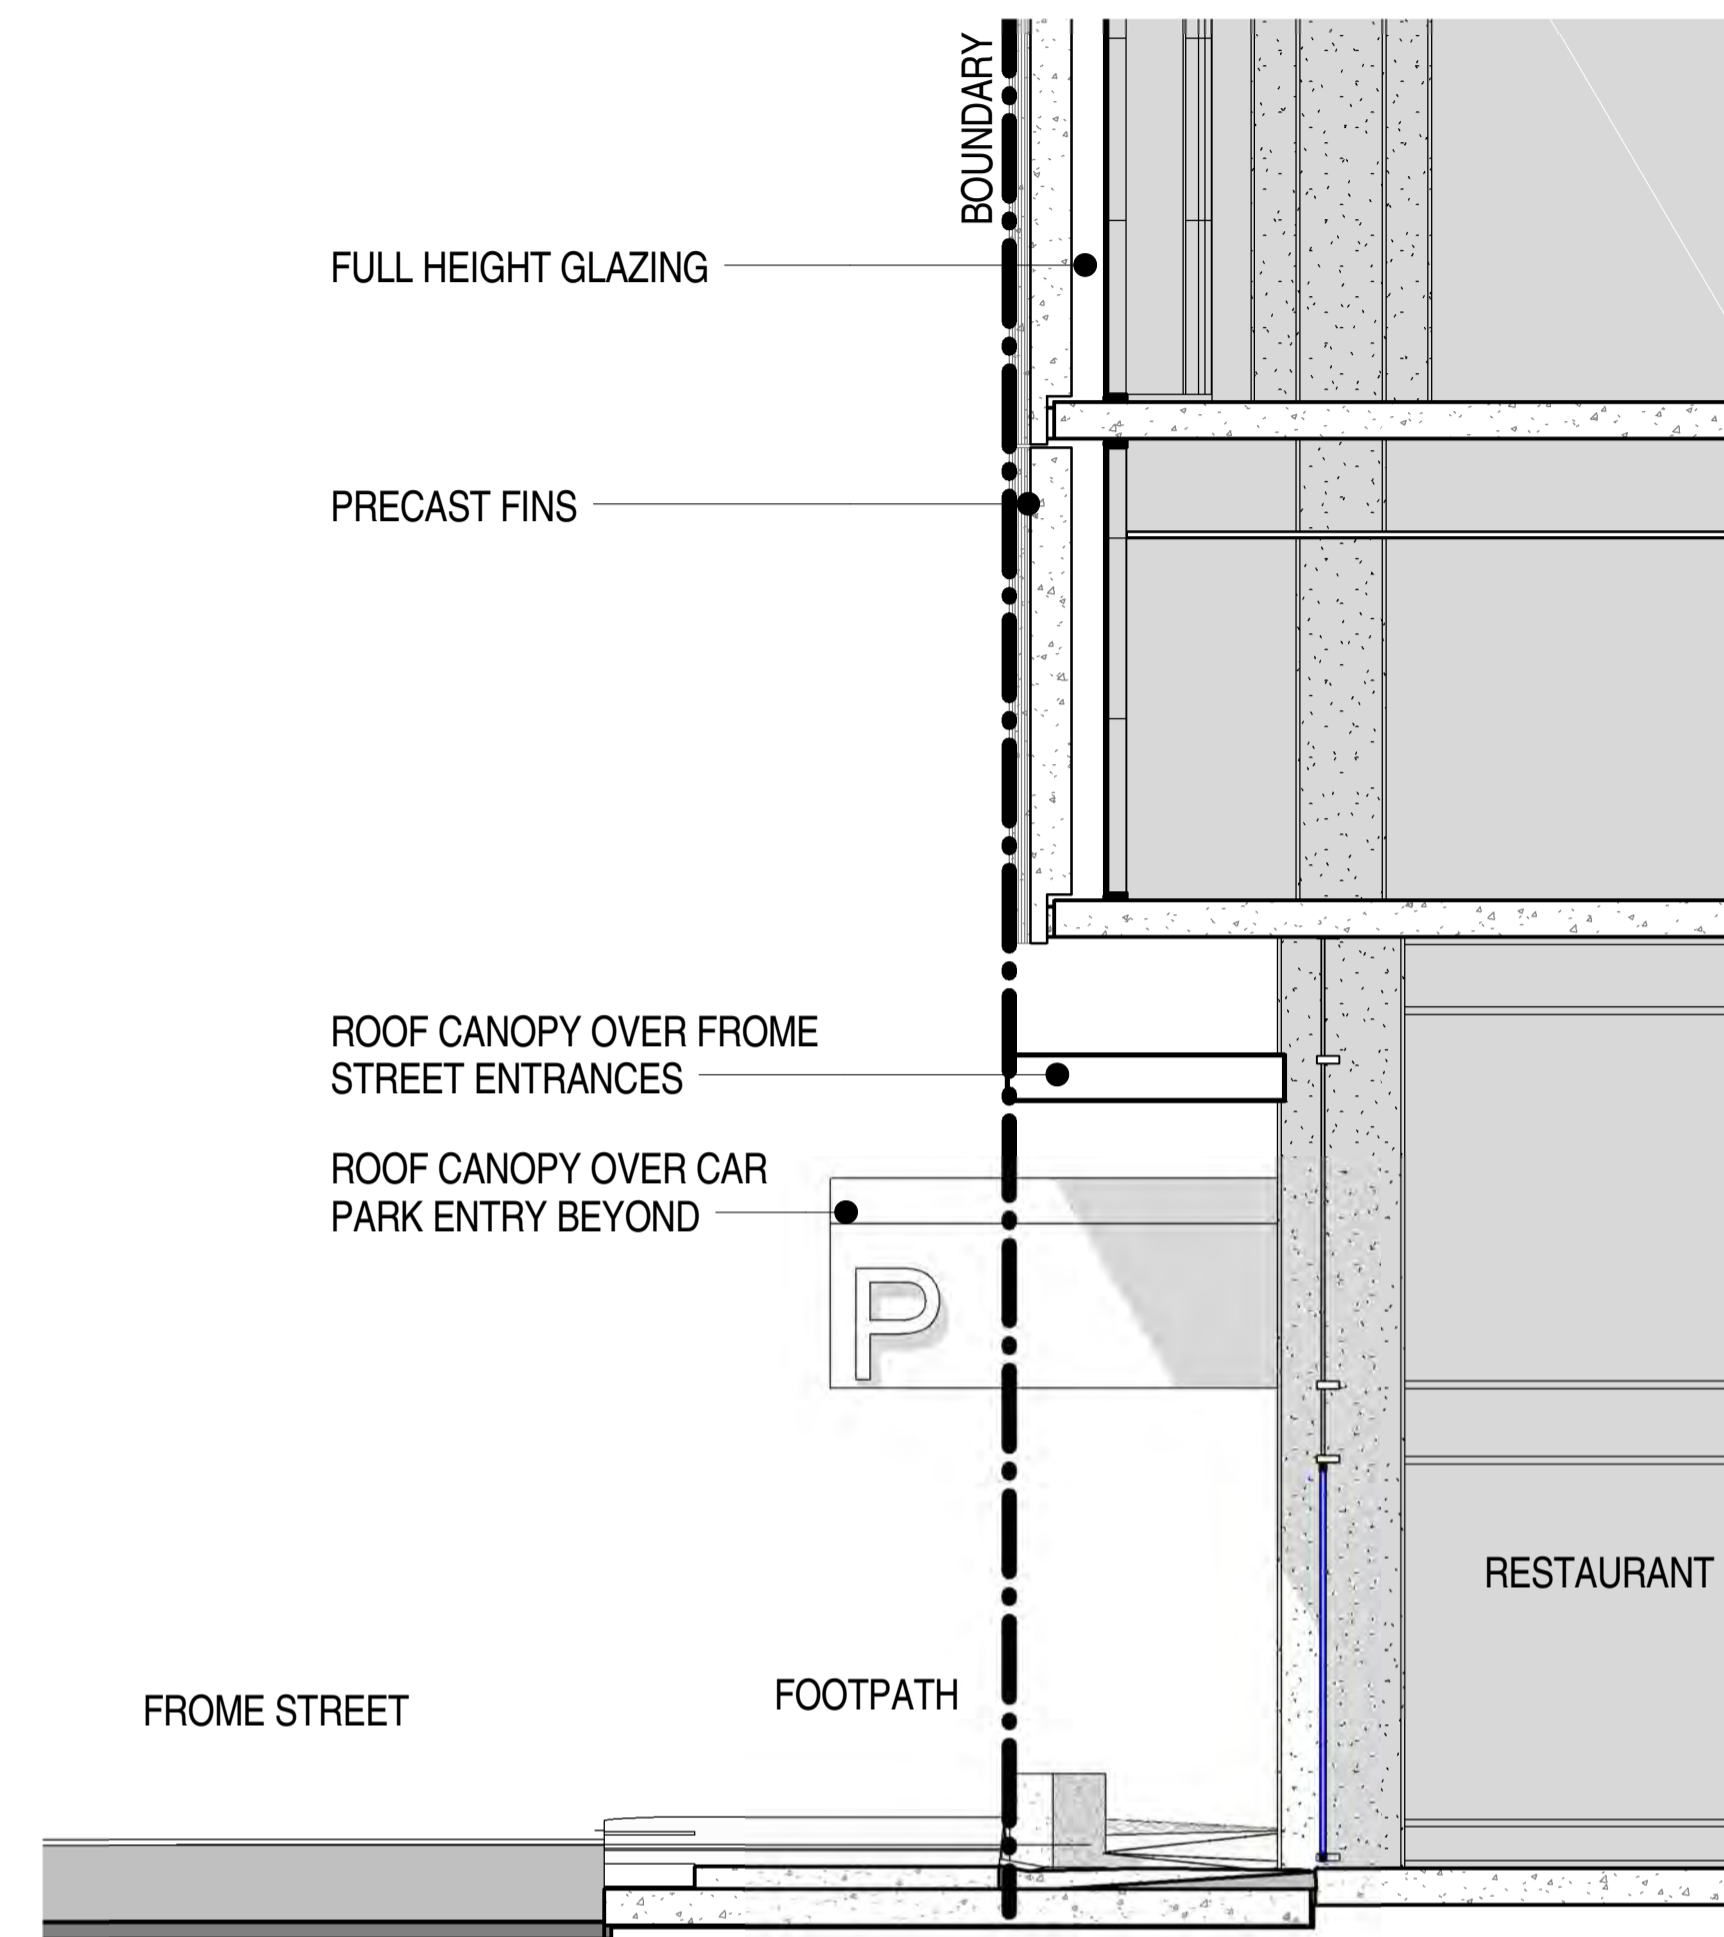 BOUNDARY
FULL HEIGHT GLAZING
PRECAST FINS
ROOF CANOPY OVER FROME
STREET ENTRANCES
ROOF CANOPY OVER CAR
PARK ENTRY BEYOND
P
RESTAURANT
FOOTPATH
FROME STREET